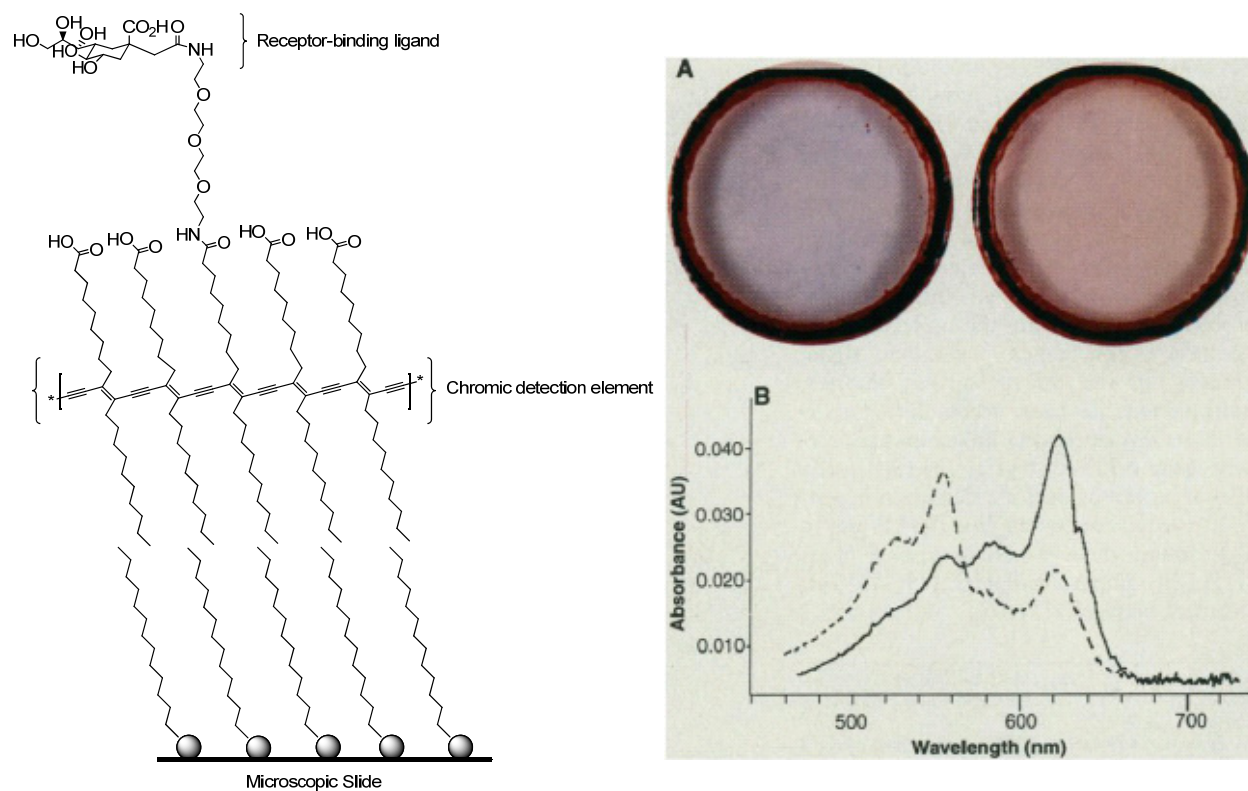 OH
CO₂H
O
OH
HO
HO
HO
NH
Receptor-binding ligand
O
O
O
HO
O
HO
O
HN
O
HO
O
HO
O
*
*
Chromic detection element
Microscopic Slide
A
B
Absorbance (AU)
0.040
0.030
0.020
0.010
500
600
700
Wavelength (nm)